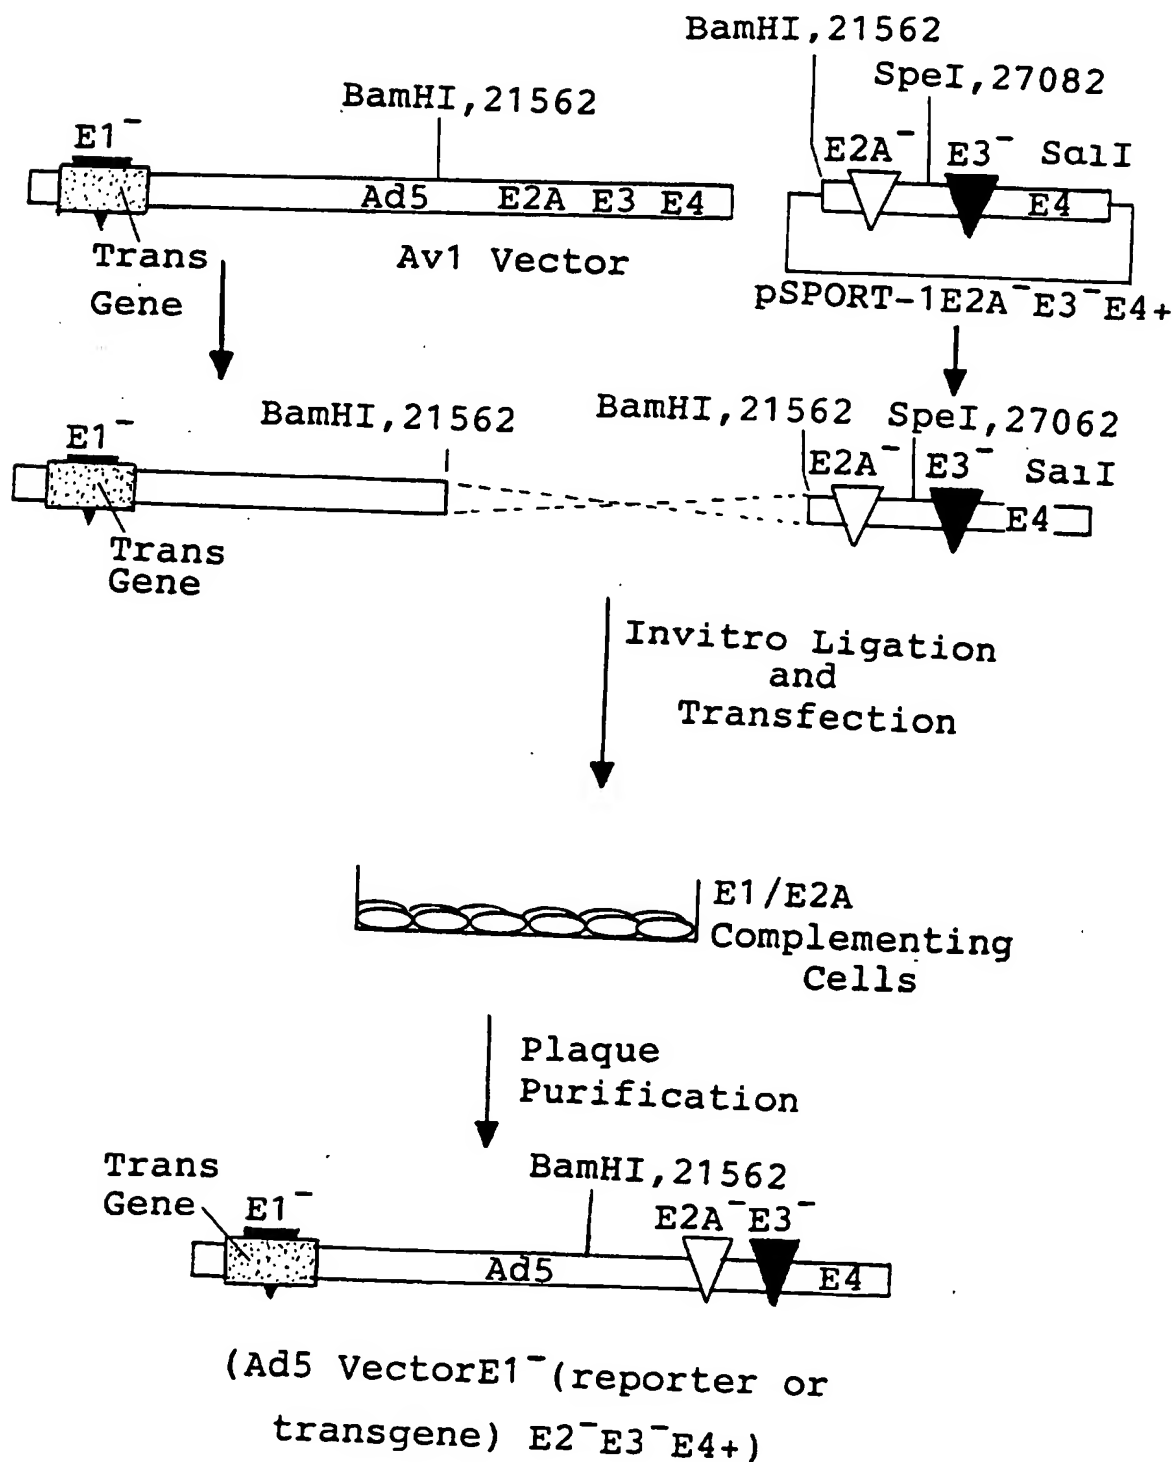 BamHI,21562
SpeI,27082
BamHI,21562
E1⁻
E2A⁻
E3⁻
SalI
Ad5
E2A
E3
E4
E4
Trans
Gene
Av1 Vector
pSPORT-1E2A⁻E3⁻E4+
BamHI,21562
BamHI,21562
SpeI,27062
E1⁻
E2A⁻
E3⁻
SalI
E4
Trans
Gene
Invitro Ligation
and
Transfection
E1/E2A
Complementing
Cells
Plaque
Purification
Trans
Gene
E1⁻
BamHI,21562
E2A⁻E3⁻
Ad5
E4
(Ad5 VectorE1⁻(reporter or
transgene) E2⁻E3⁻E4+)